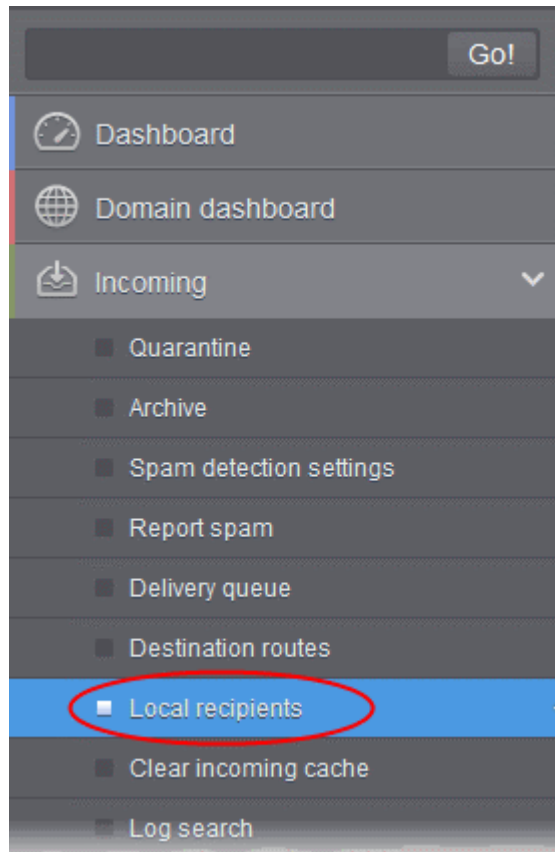 Go!
Dashboard
Domain dashboard
Incoming
Quarantine
Archive
Spam detection settings
Report spam
Delivery queue
Destination routes
Local recipients
Clear incoming cache
Log search